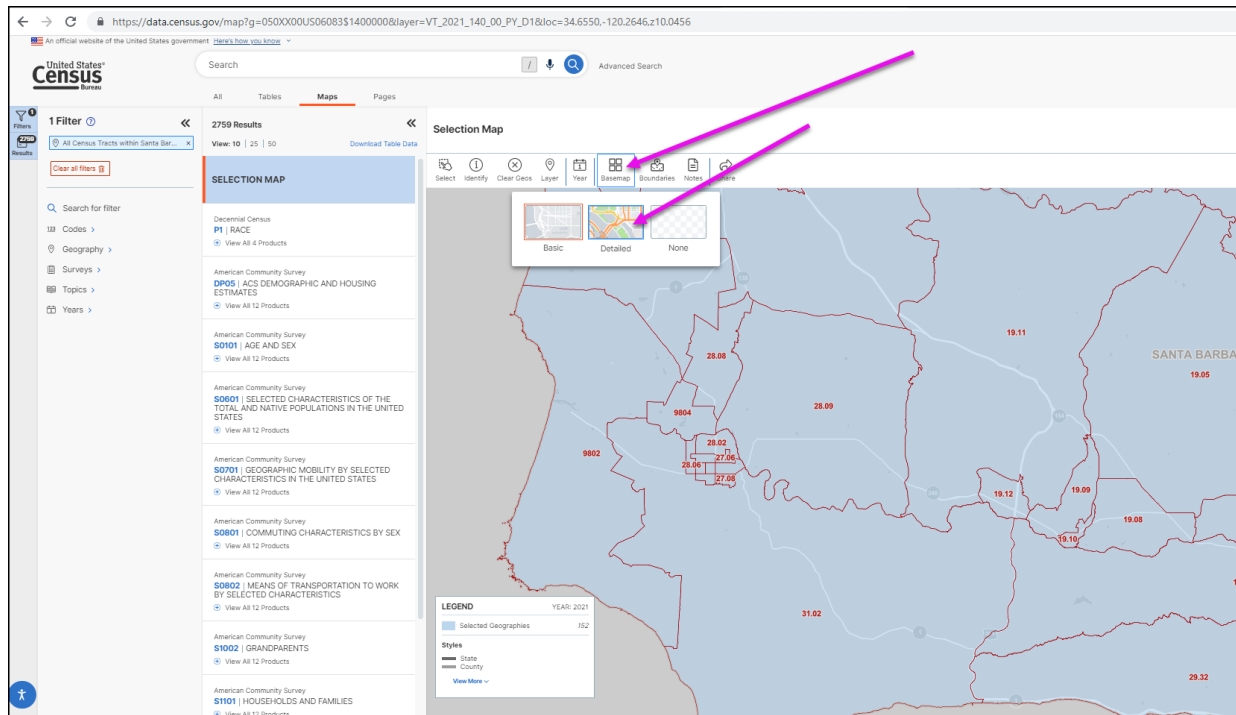 https://data.census.gov/map?g=050XX00US06083$1400000&layer=VT_2021_140_00_PY_D1&loc=34.6550,-120.2646,z10.0456
An official website of the United States government Here's how you know
United States®
Census
Bureau
Search
/
Advanced Search
All Tables Maps Pages
1
Filters
2759
Results
1 Filter
All Census Tracts within Santa Bar... ×
Clear all filters
Search for filter
Codes >
Geography >
Surveys >
Topics >
Years >
2759 Results
View: 10 | 25 | 50 Download Table Data
SELECTION MAP
Decennial Census
P1 | RACE
View All 4 Products
American Community Survey
DP05 | ACS DEMOGRAPHIC AND HOUSING
ESTIMATES
View All 12 Products
American Community Survey
S0101 | AGE AND SEX
View All 12 Products
American Community Survey
S0601 | SELECTED CHARACTERISTICS OF THE
TOTAL AND NATIVE POPULATIONS IN THE UNITED
STATES
View All 12 Products
American Community Survey
S0701 | GEOGRAPHIC MOBILITY BY SELECTED
CHARACTERISTICS IN THE UNITED STATES
View All 12 Products
American Community Survey
S0801 | COMMUTING CHARACTERISTICS BY SEX
View All 12 Products
American Community Survey
S0802 | MEANS OF TRANSPORTATION TO WORK
BY SELECTED CHARACTERISTICS
View All 12 Products
American Community Survey
S1002 | GRANDPARENTS
View All 12 Products
American Community Survey
S1101 | HOUSEHOLDS AND FAMILIES
View All 12 Products
Selection Map
Select Identify Clear Geos Layer Year Basemap Boundaries Notes Share
Basic Detailed None
19.11
28.08
SANTA BARBA
19.05
9804
28.09
28.02
9802
27.06
28.06
27.08
19.12
19.09
19.08
19.10
31.02
29.32
LEGEND YEAR: 2021
Selected Geographies 152
Styles
State
County
View More